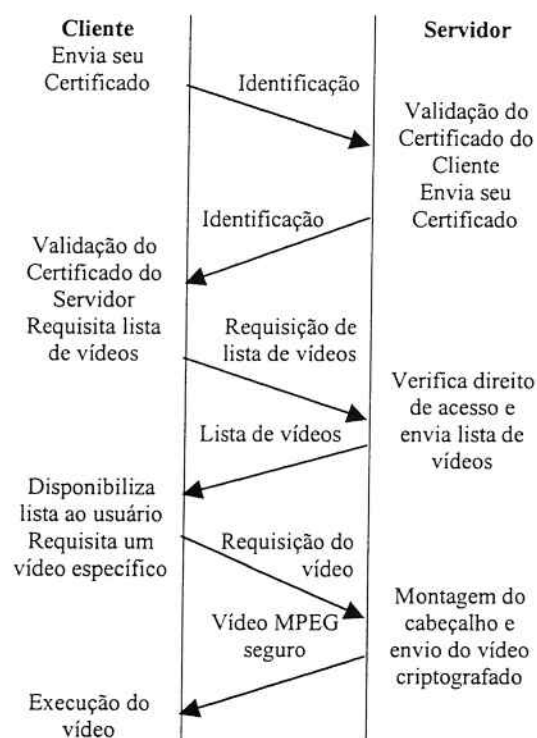 Cliente
Envia seu
Certificado
Servidor
Identificação
Validação do
Certificado do
Cliente
Envia seu
Certificado
Identificação
Validação do
Certificado do
Servidor
Requisita lista
de vídeos
Requisição de
lista de vídeos
Verifica direito
de acesso e
envia lista de
vídeos
Lista de vídeos
Disponibiliza
lista ao usuário
Requisita um
vídeo específico
Requisição do
vídeo
Montagem do
cabeçalho e
envio do vídeo
criptografado
Vídeo MPEG
seguro
Execução do
vídeo